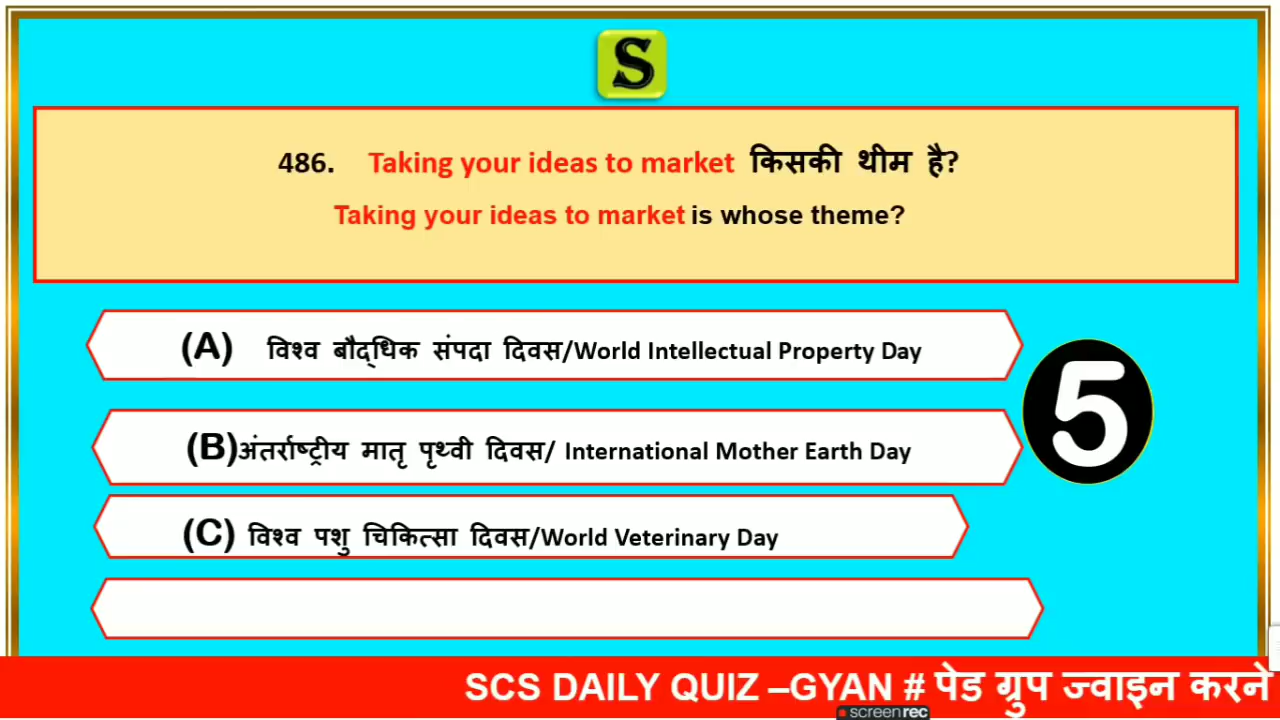 S
486. Taking your ideas to market किसकी थीम है?
Taking your ideas to market is whose theme?
(A) विश्व बौद्धिक संपदा दिवस/World Intellectual Property Day
5
(B)अंतर्राष्ट्रीय मातृ पृथ्वी दिवस/ International Mother Earth Day
(C) विश्व पशु चिकित्सा दिवस/World Veterinary Day
SCS DAILY QUIZ –GYAN # पेड ग्रुप ज्वाइन करने
screenrec